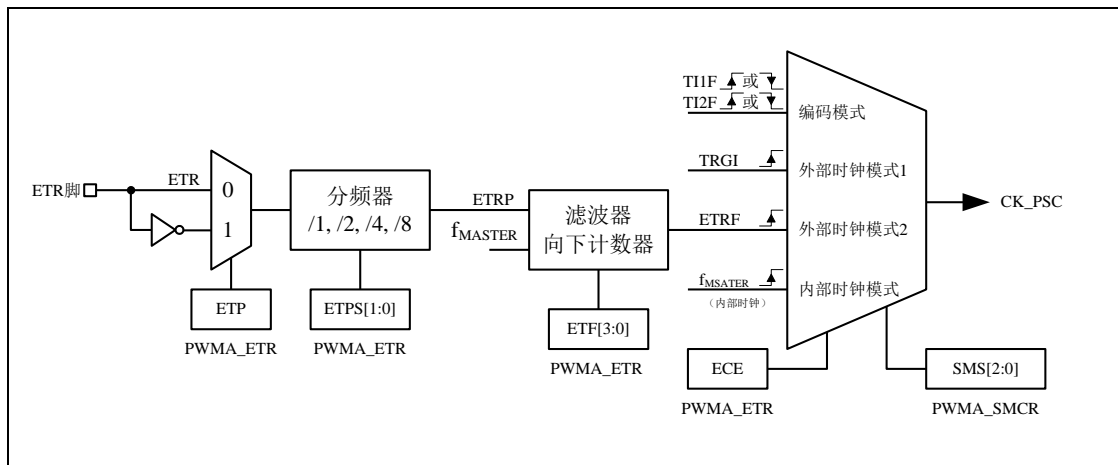 TI1F 或
TI2F 或
编码模式
TRGI
外部时钟模式1
ETR脚
ETR
0
1
分频器
/1, /2, /4, /8
ETRP
fMASTER
滤波器
向下计数器
ETRF
外部时钟模式2
CK_PSC
fMSATER
(内部时钟)
内部时钟模式
ETP
PWMA_ETR
ETPS[1:0]
PWMA_ETR
ETF[3:0]
PWMA_ETR
ECE
PWMA_ETR
SMS[2:0]
PWMA_SMCR